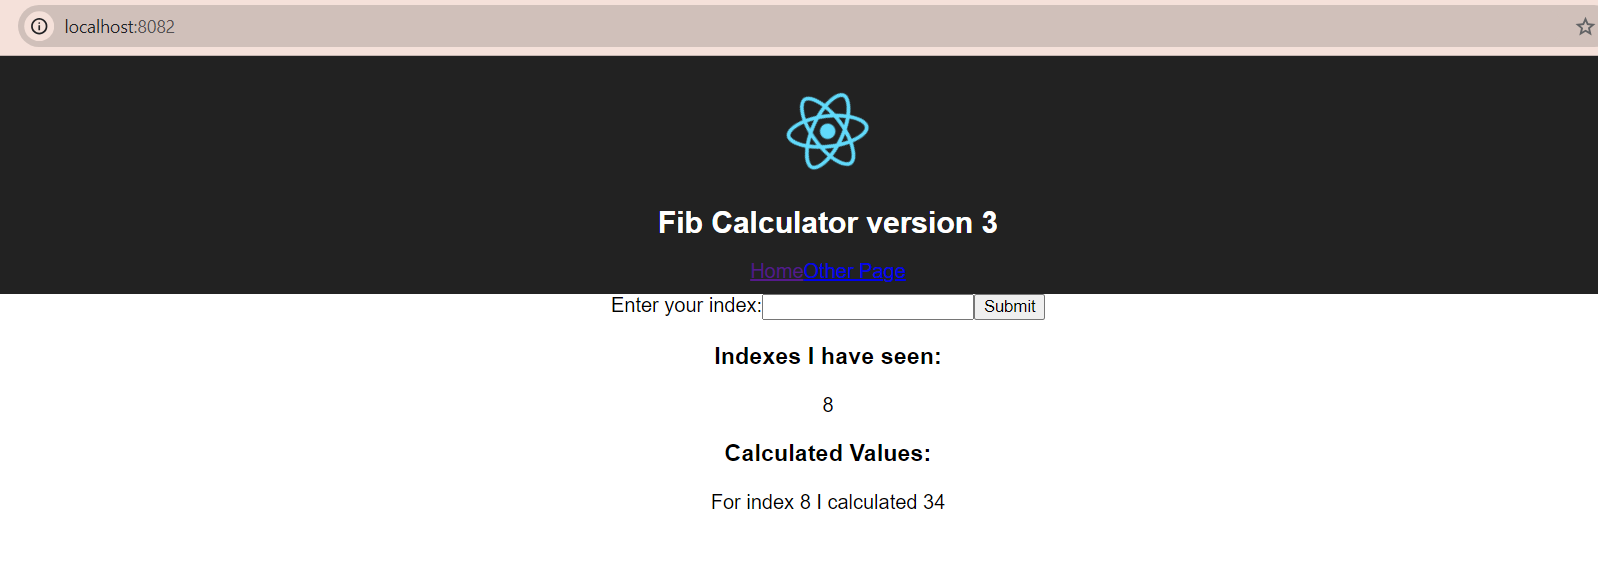 localhost:8082
Fib Calculator version 3
HomeOther Page
Enter your index: Submit
Indexes I have seen:
8
Calculated Values:
For index 8 I calculated 34